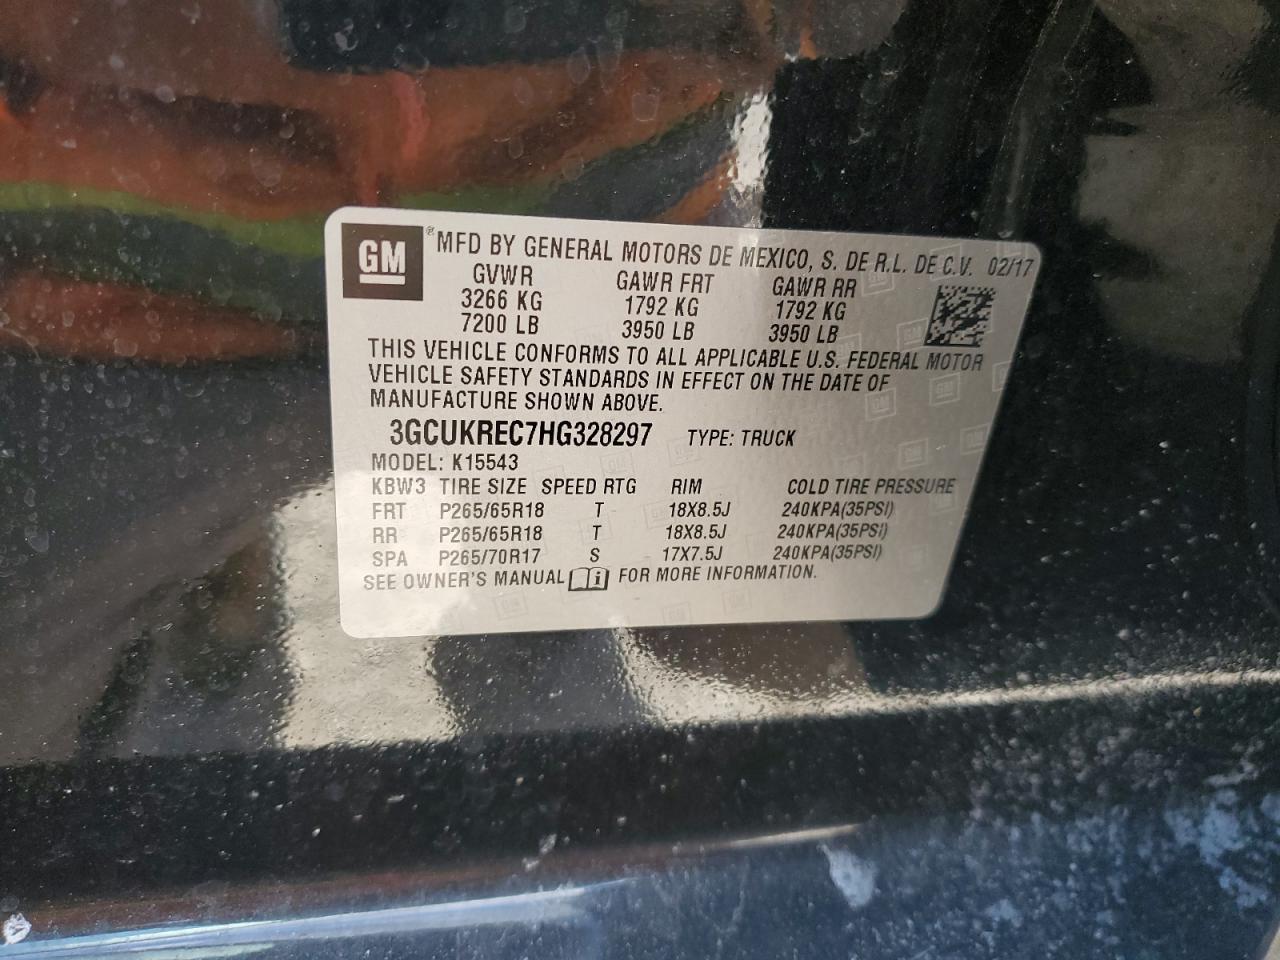 GM ® MFD BY GENERAL MOTORS DE MEXICO, S. DE R.L. DE C.V. 02/17
GVWR GAWR FRT GAWR RR
3266 KG 1792 KG 1792 KG
7200 LB 3950 LB 3950 LB
THIS VEHICLE CONFORMS TO ALL APPLICABLE U.S. FEDERAL MOTOR
VEHICLE SAFETY STANDARDS IN EFFECT ON THE DATE OF
MANUFACTURE SHOWN ABOVE.
3GCUKREC7HG328297 TYPE: TRUCK
MODEL: K15543
KBW3 TIRE SIZE SPEED RTG RIM COLD TIRE PRESSURE
FRT P265/65R18 T 18X8.5J 240KPA(35PSI)
RR P265/65R18 T 18X8.5J 240KPA(35PSI)
SPA P265/70R17 S 17X7.5J 240KPA(35PSI)
SEE OWNER'S MANUAL i FOR MORE INFORMATION.